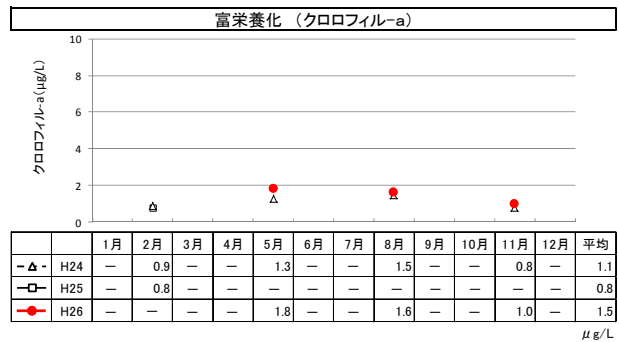 富栄養化 (クロロフィル-a)
クロロフィル-a(μg/L)
10
8
6
4
2
0
1月 2月 3月 4月 5月 6月 7月 8月 9月 10月 11月 12月 平均
H24 — 0.9 — — 1.3 — — 1.5 — — 0.8 — 1.1
H25 — 0.8 — — — — — — — — — — 0.8
H26 — — — — 1.8 — — 1.6 — — 1.0 — 1.5
μg/L